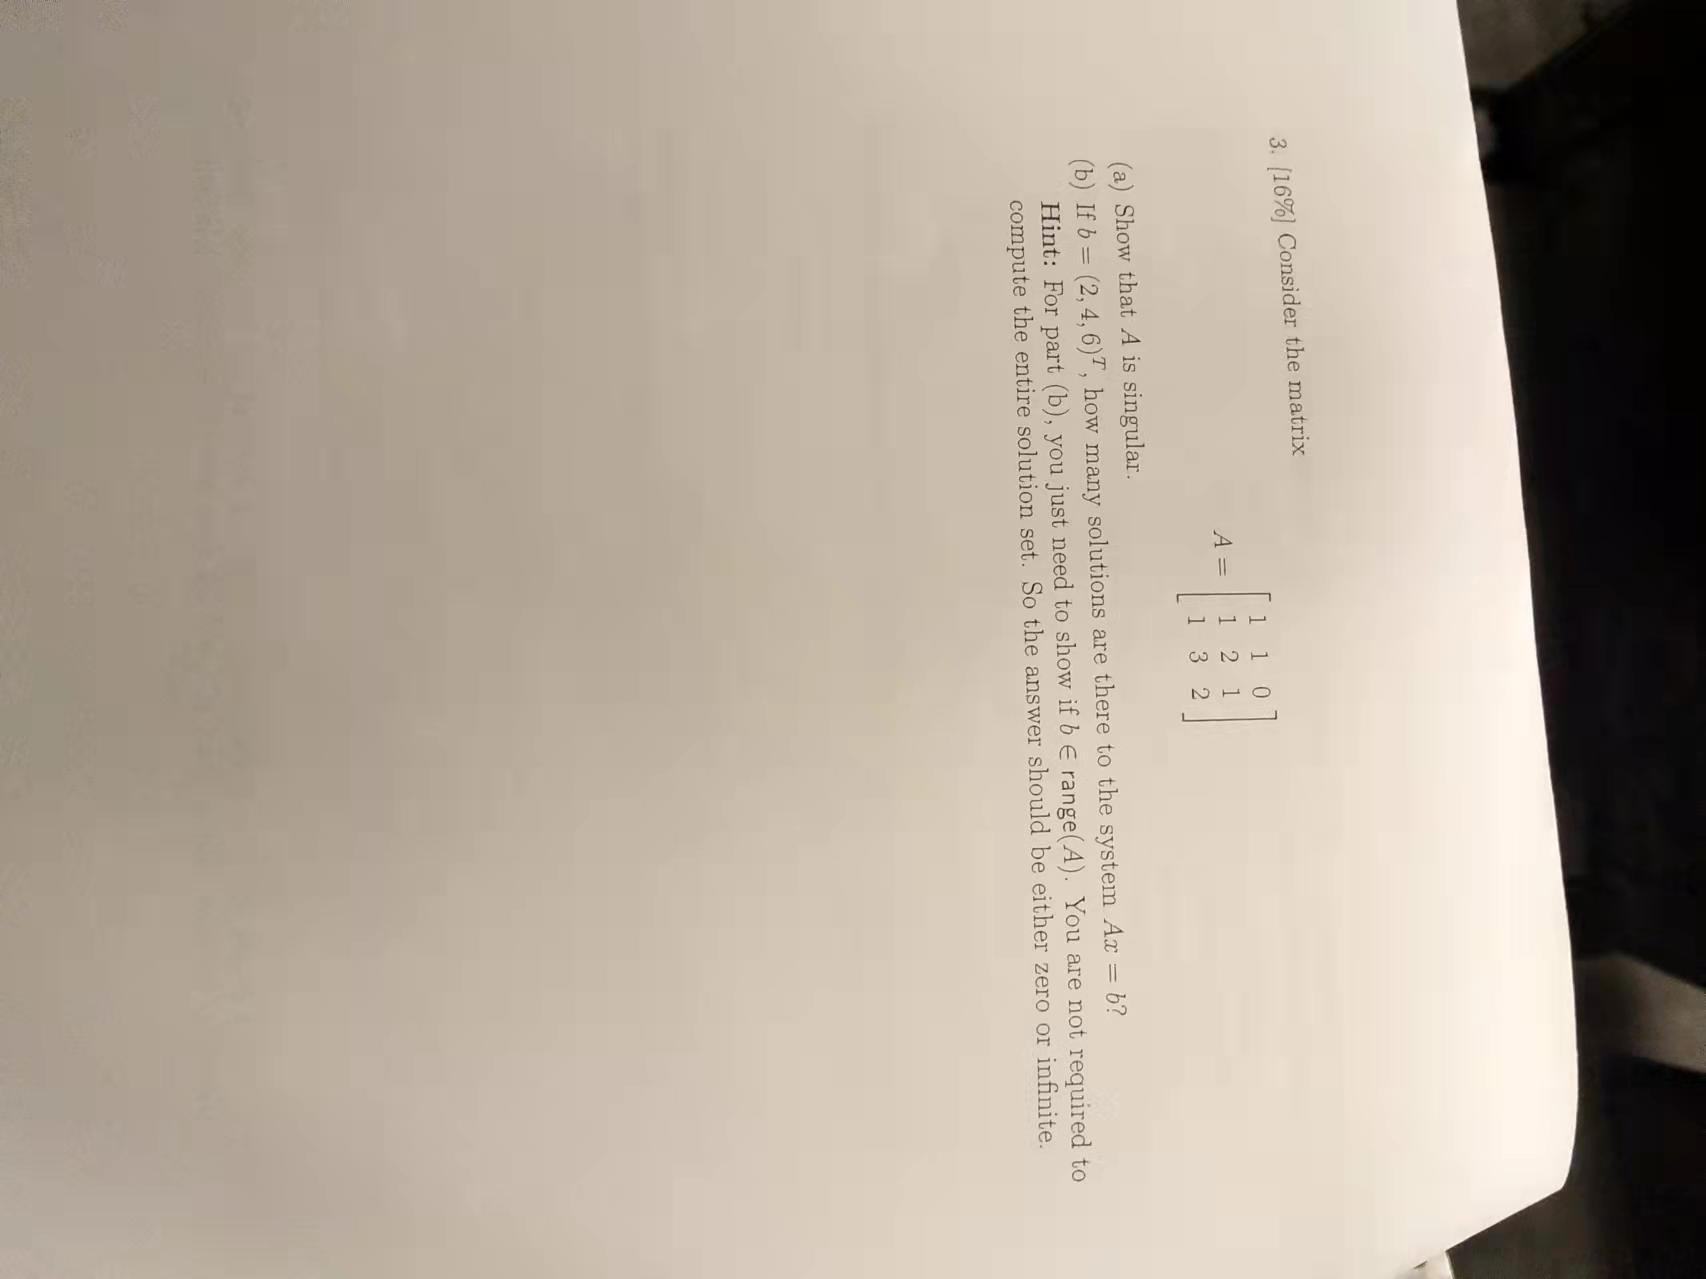 3. [16%] Consider the matrix
A = [ 1 1 0
1 2 1
1 3 2 ]
(a) Show that A is singular.
(b) If b = (2, 4, 6)^T, how many solutions are there to the system Ax = b?
Hint: For part (b), you just need to show if b ∈ range(A). You are not required to
compute the entire solution set. So the answer should be either zero or infinite.